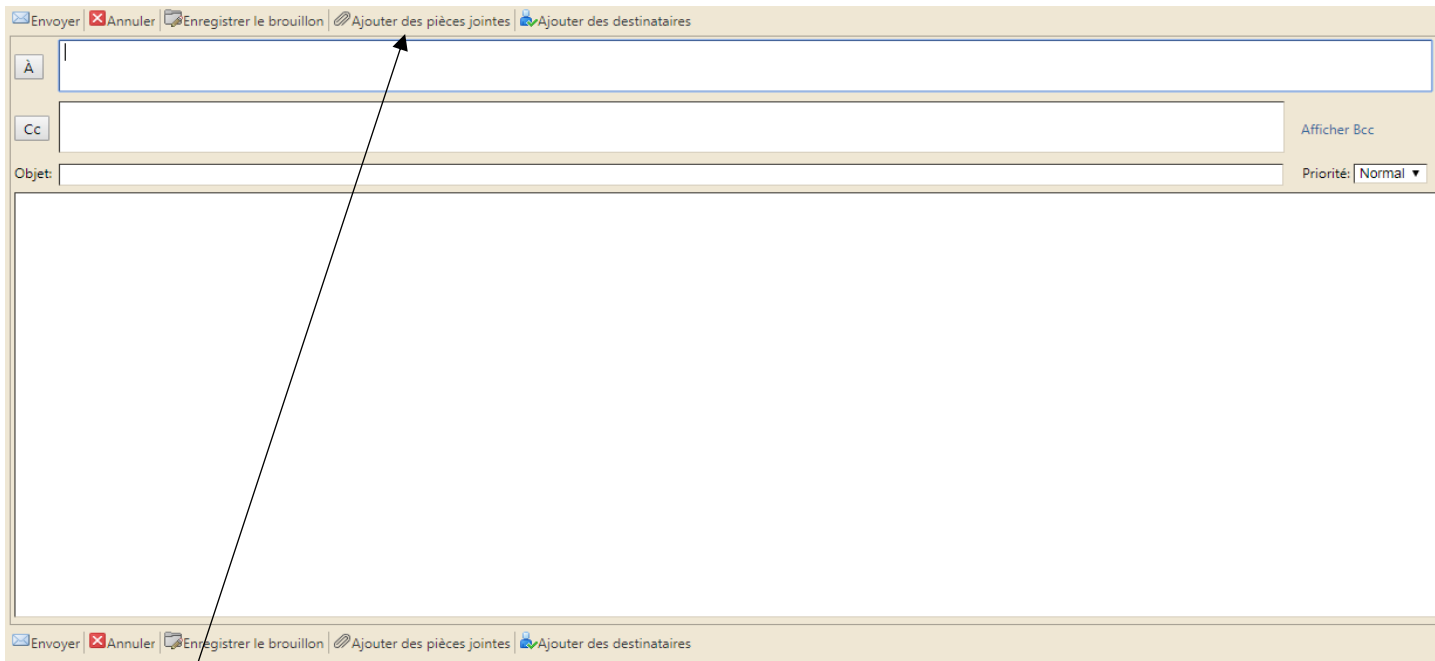 Envoyer Annuler Enregistrer le brouillon Ajouter des pièces jointes Ajouter des destinataires
À
Cc Afficher Bcc
Objet: Priorité: Normal
Envoyer Annuler Enregistrer le brouillon Ajouter des pièces jointes Ajouter des destinataires